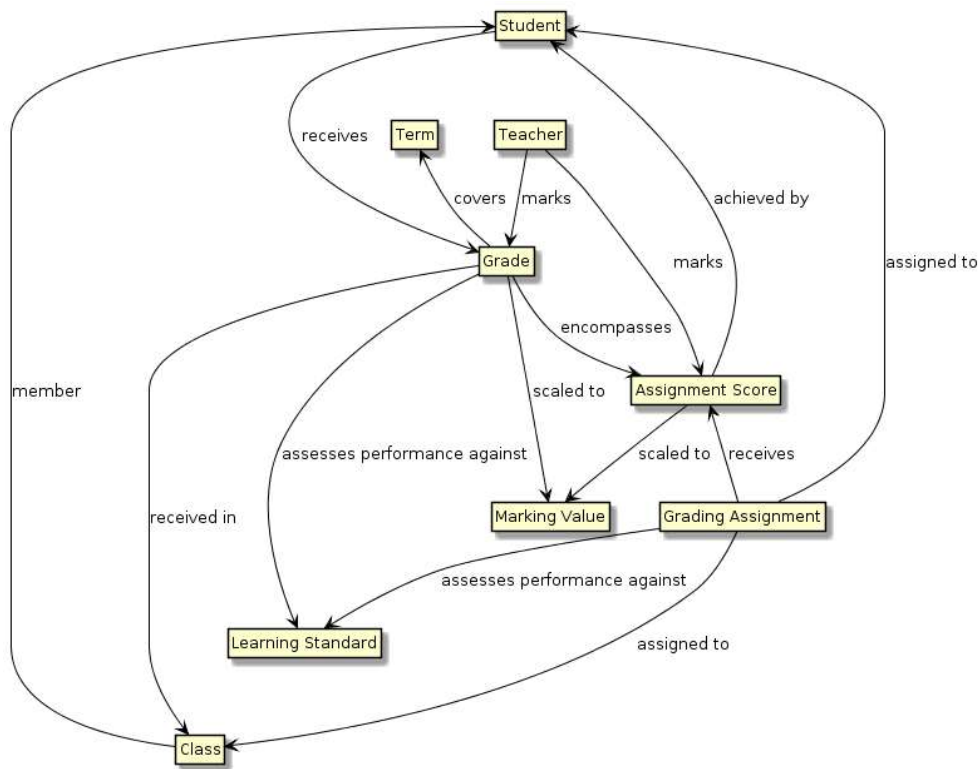 Student
receives
Term
Teacher
covers
marks
achieved by
Grade
marks
assigned to
encompasses
member
scaled to
Assignment Score
assesses performance against
scaled to
receives
received in
Marking Value
Grading Assignment
assesses performance against
Learning Standard
assigned to
Class